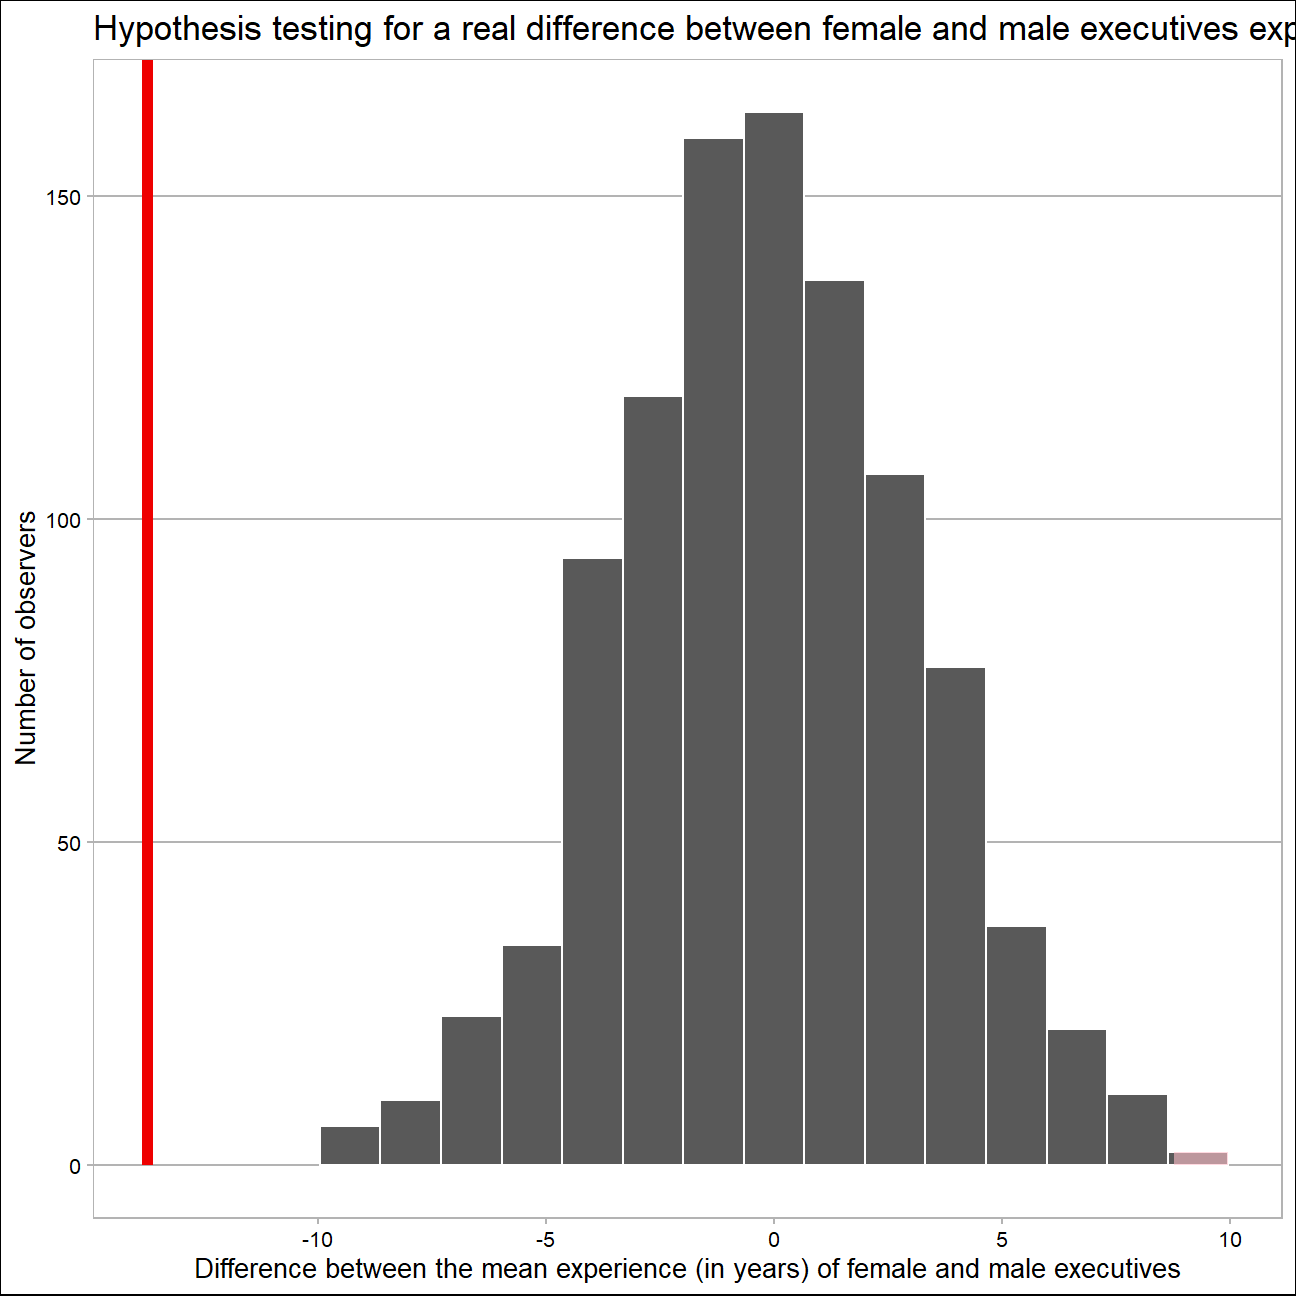 Hypothesis testing for a real difference between female and male executives exp
Number of observers
150
100
50
0
-10 -5 0 5 10
Difference between the mean experience (in years) of female and male executives